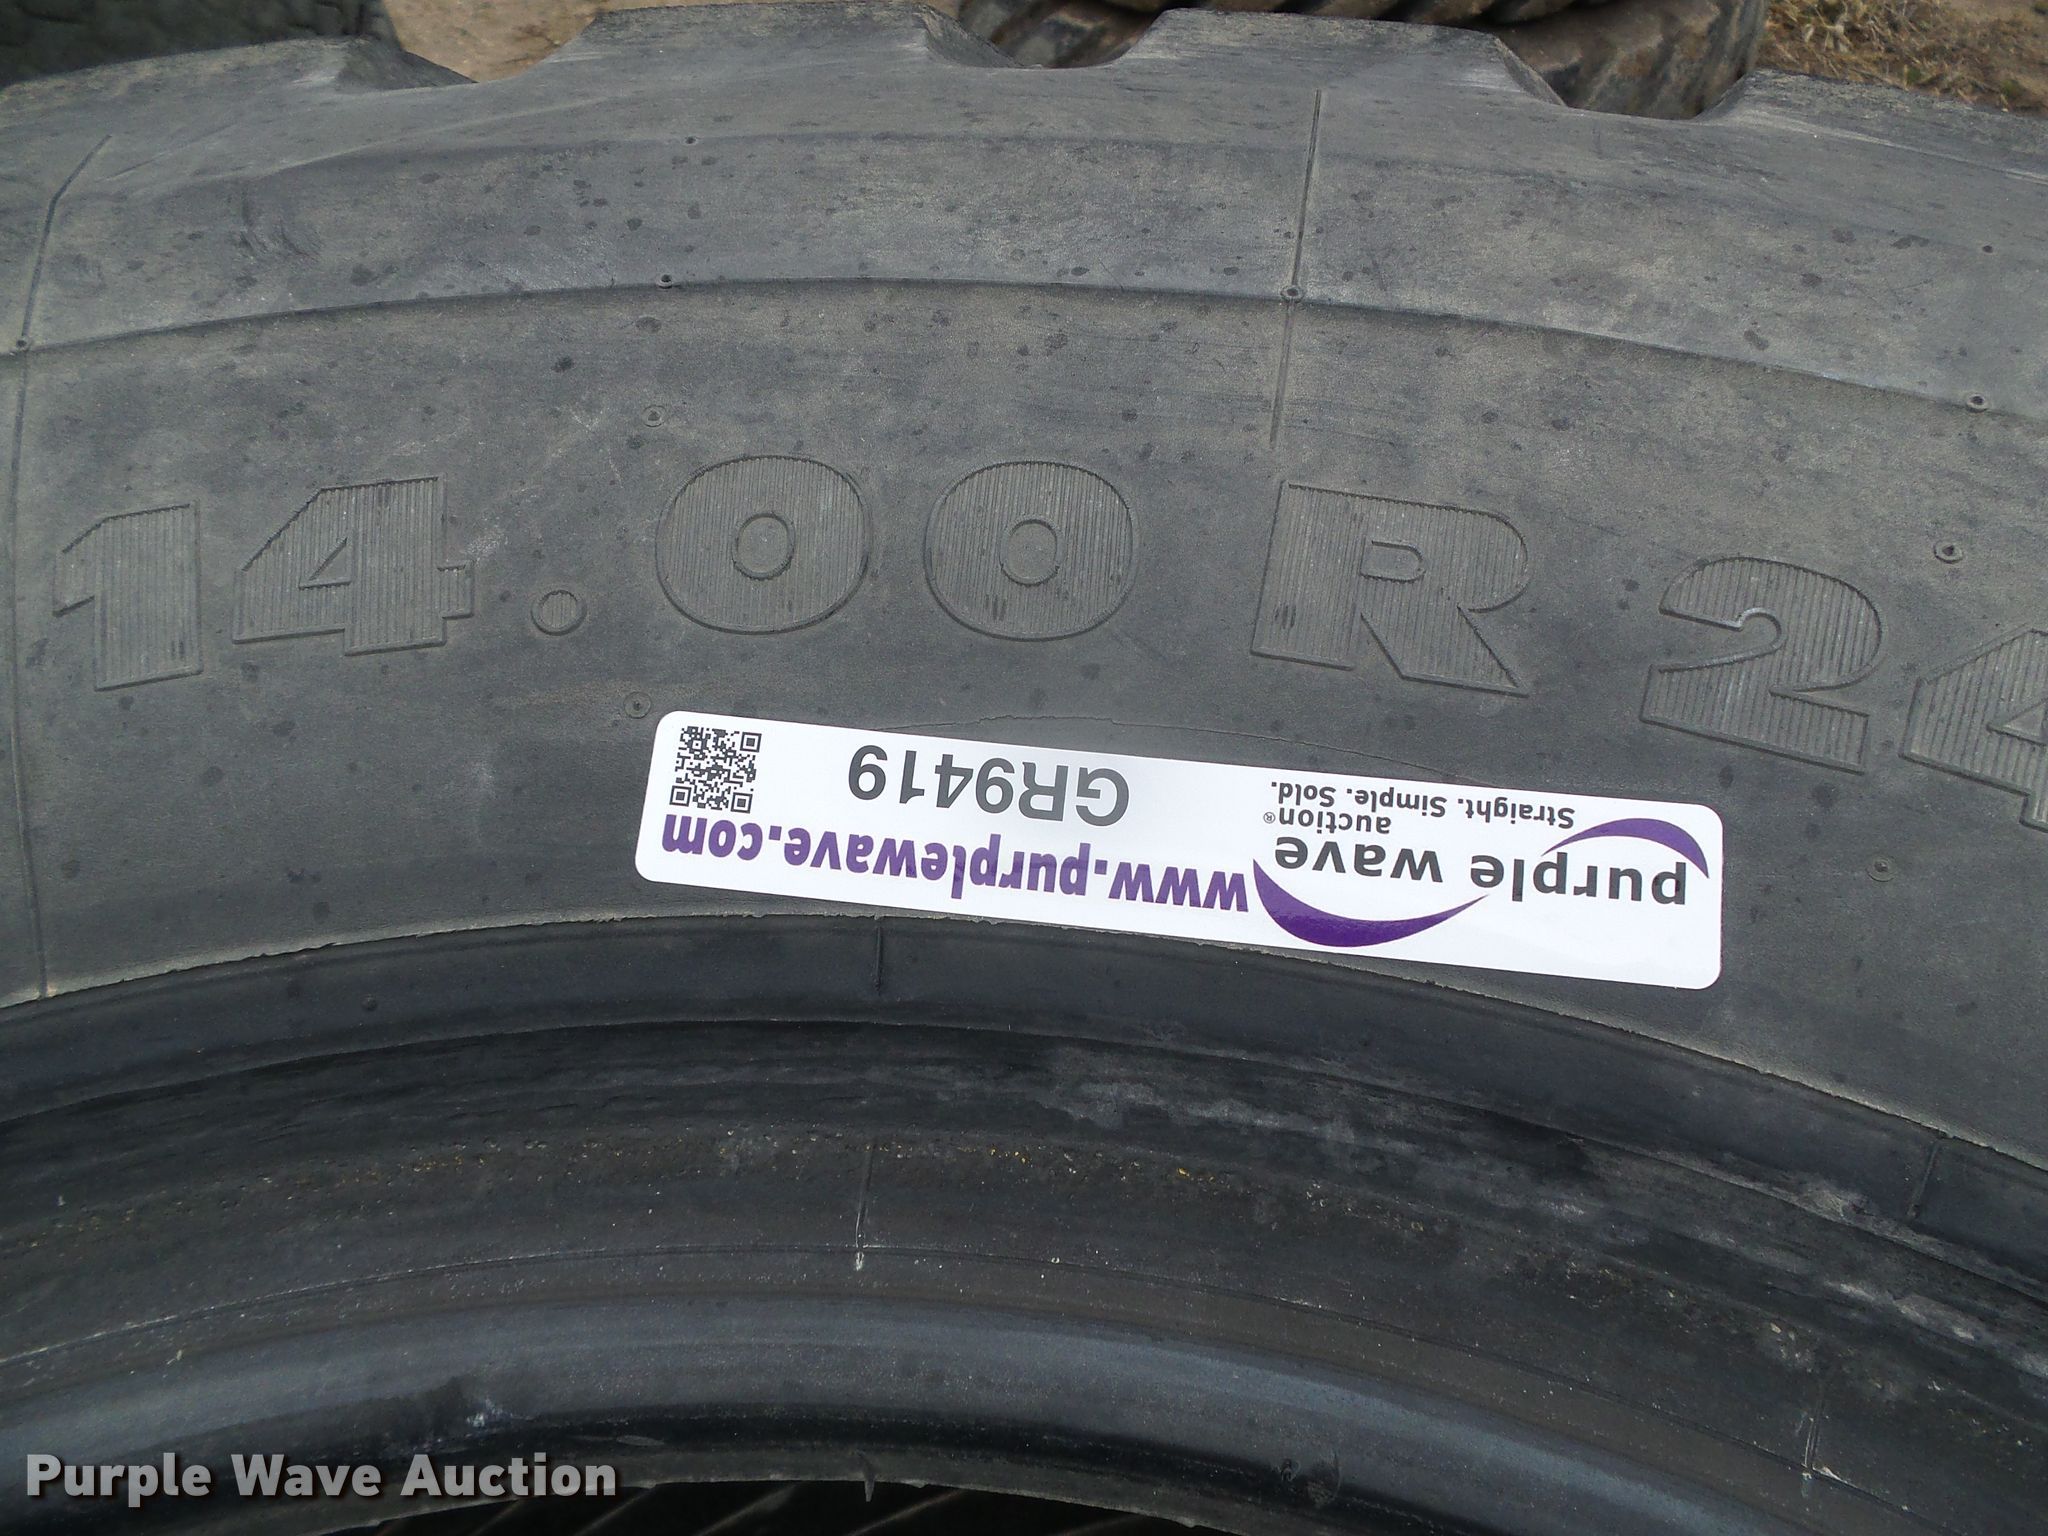 14.00 R 24
purple wave
auction®
Straight. Simple. Sold.
GR9419
www.purplewave.com
Purple Wave Auction